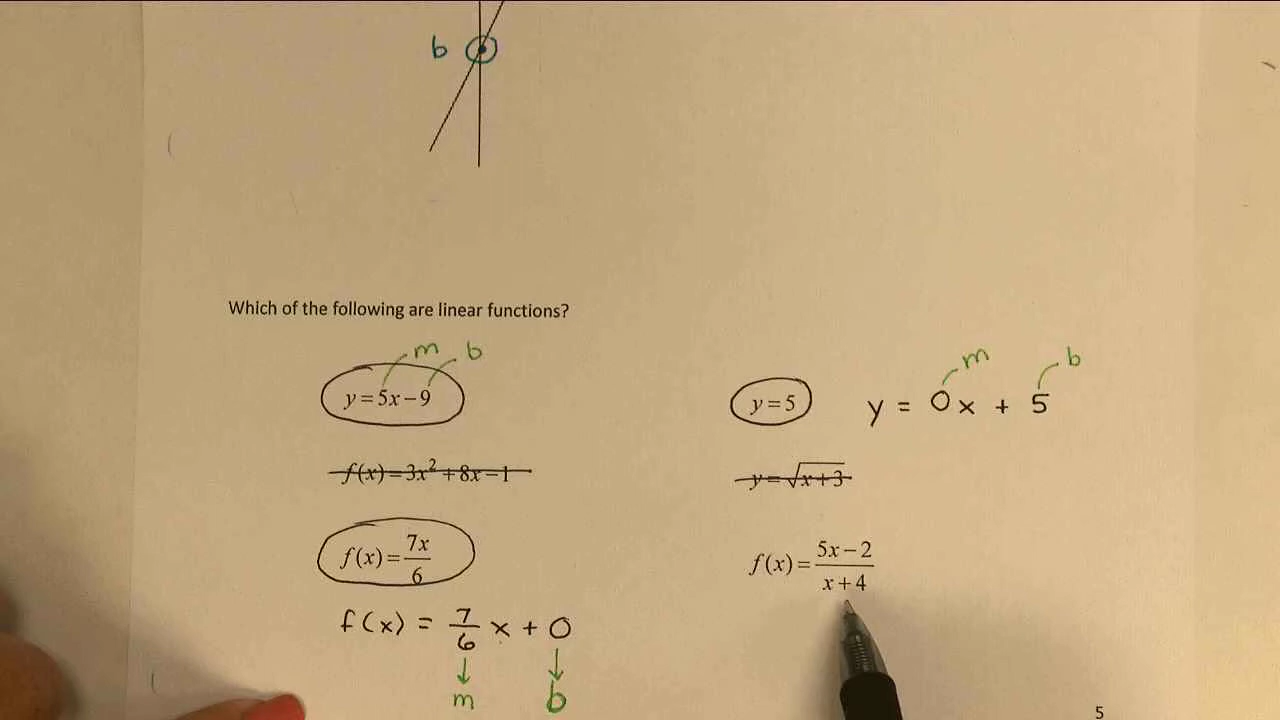 b
Which of the following are linear functions?
m b
y = 5x − 9
f(x) = 3x² + 8x − 1
f(x) = 7x/6
f(x) = 7/6 x + 0
m b
m b
y = 5 y = 0x + 5
y = √(x+3)
f(x) = (5x − 2)/(x + 4)
5